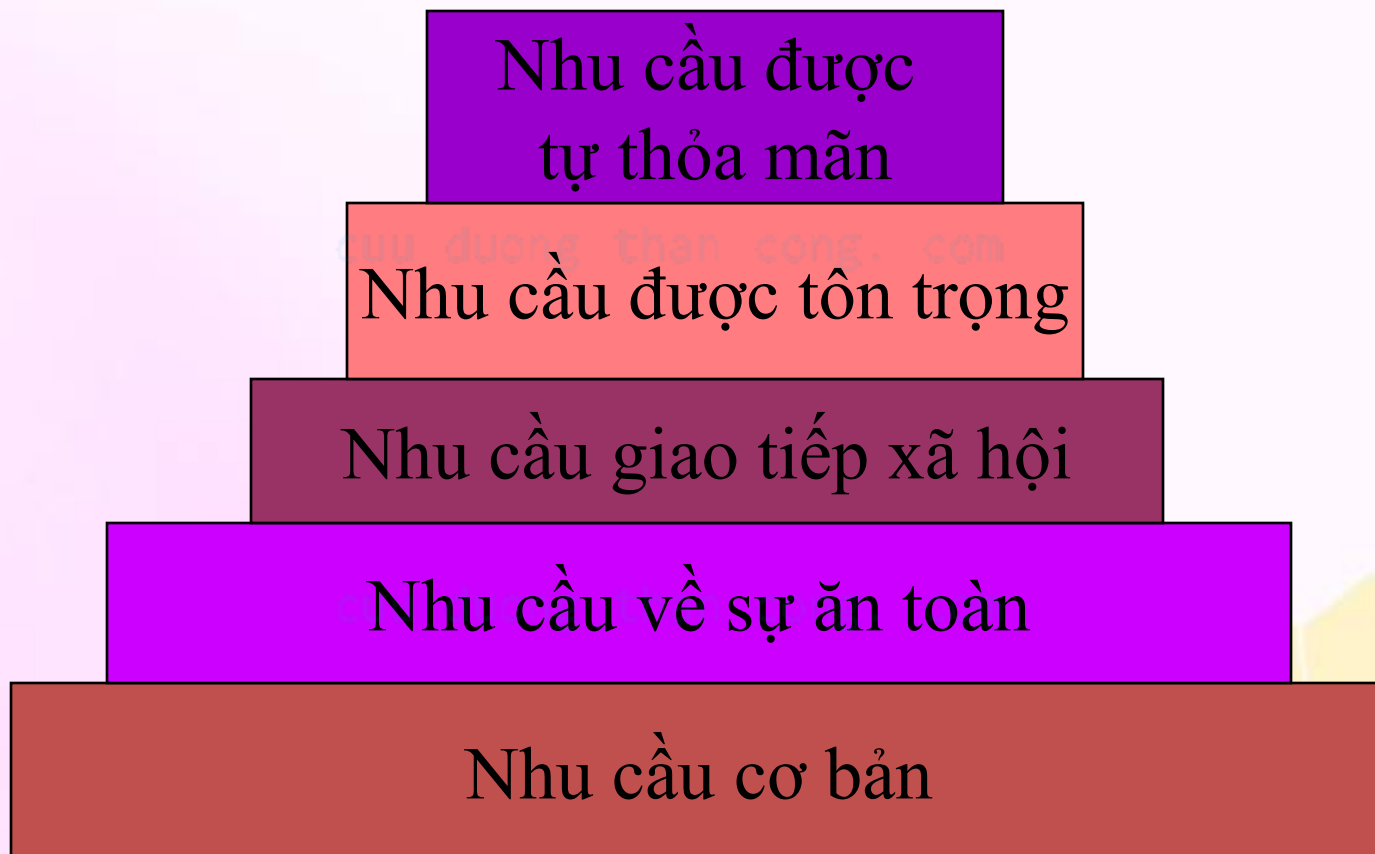 Nhu cầu được
tự thỏa mãn
cuu duong than cong. com
Nhu cầu được tôn trọng
Nhu cầu giao tiếp xã hội
Nhu cầu về sự ăn toàn
Nhu cầu cơ bản